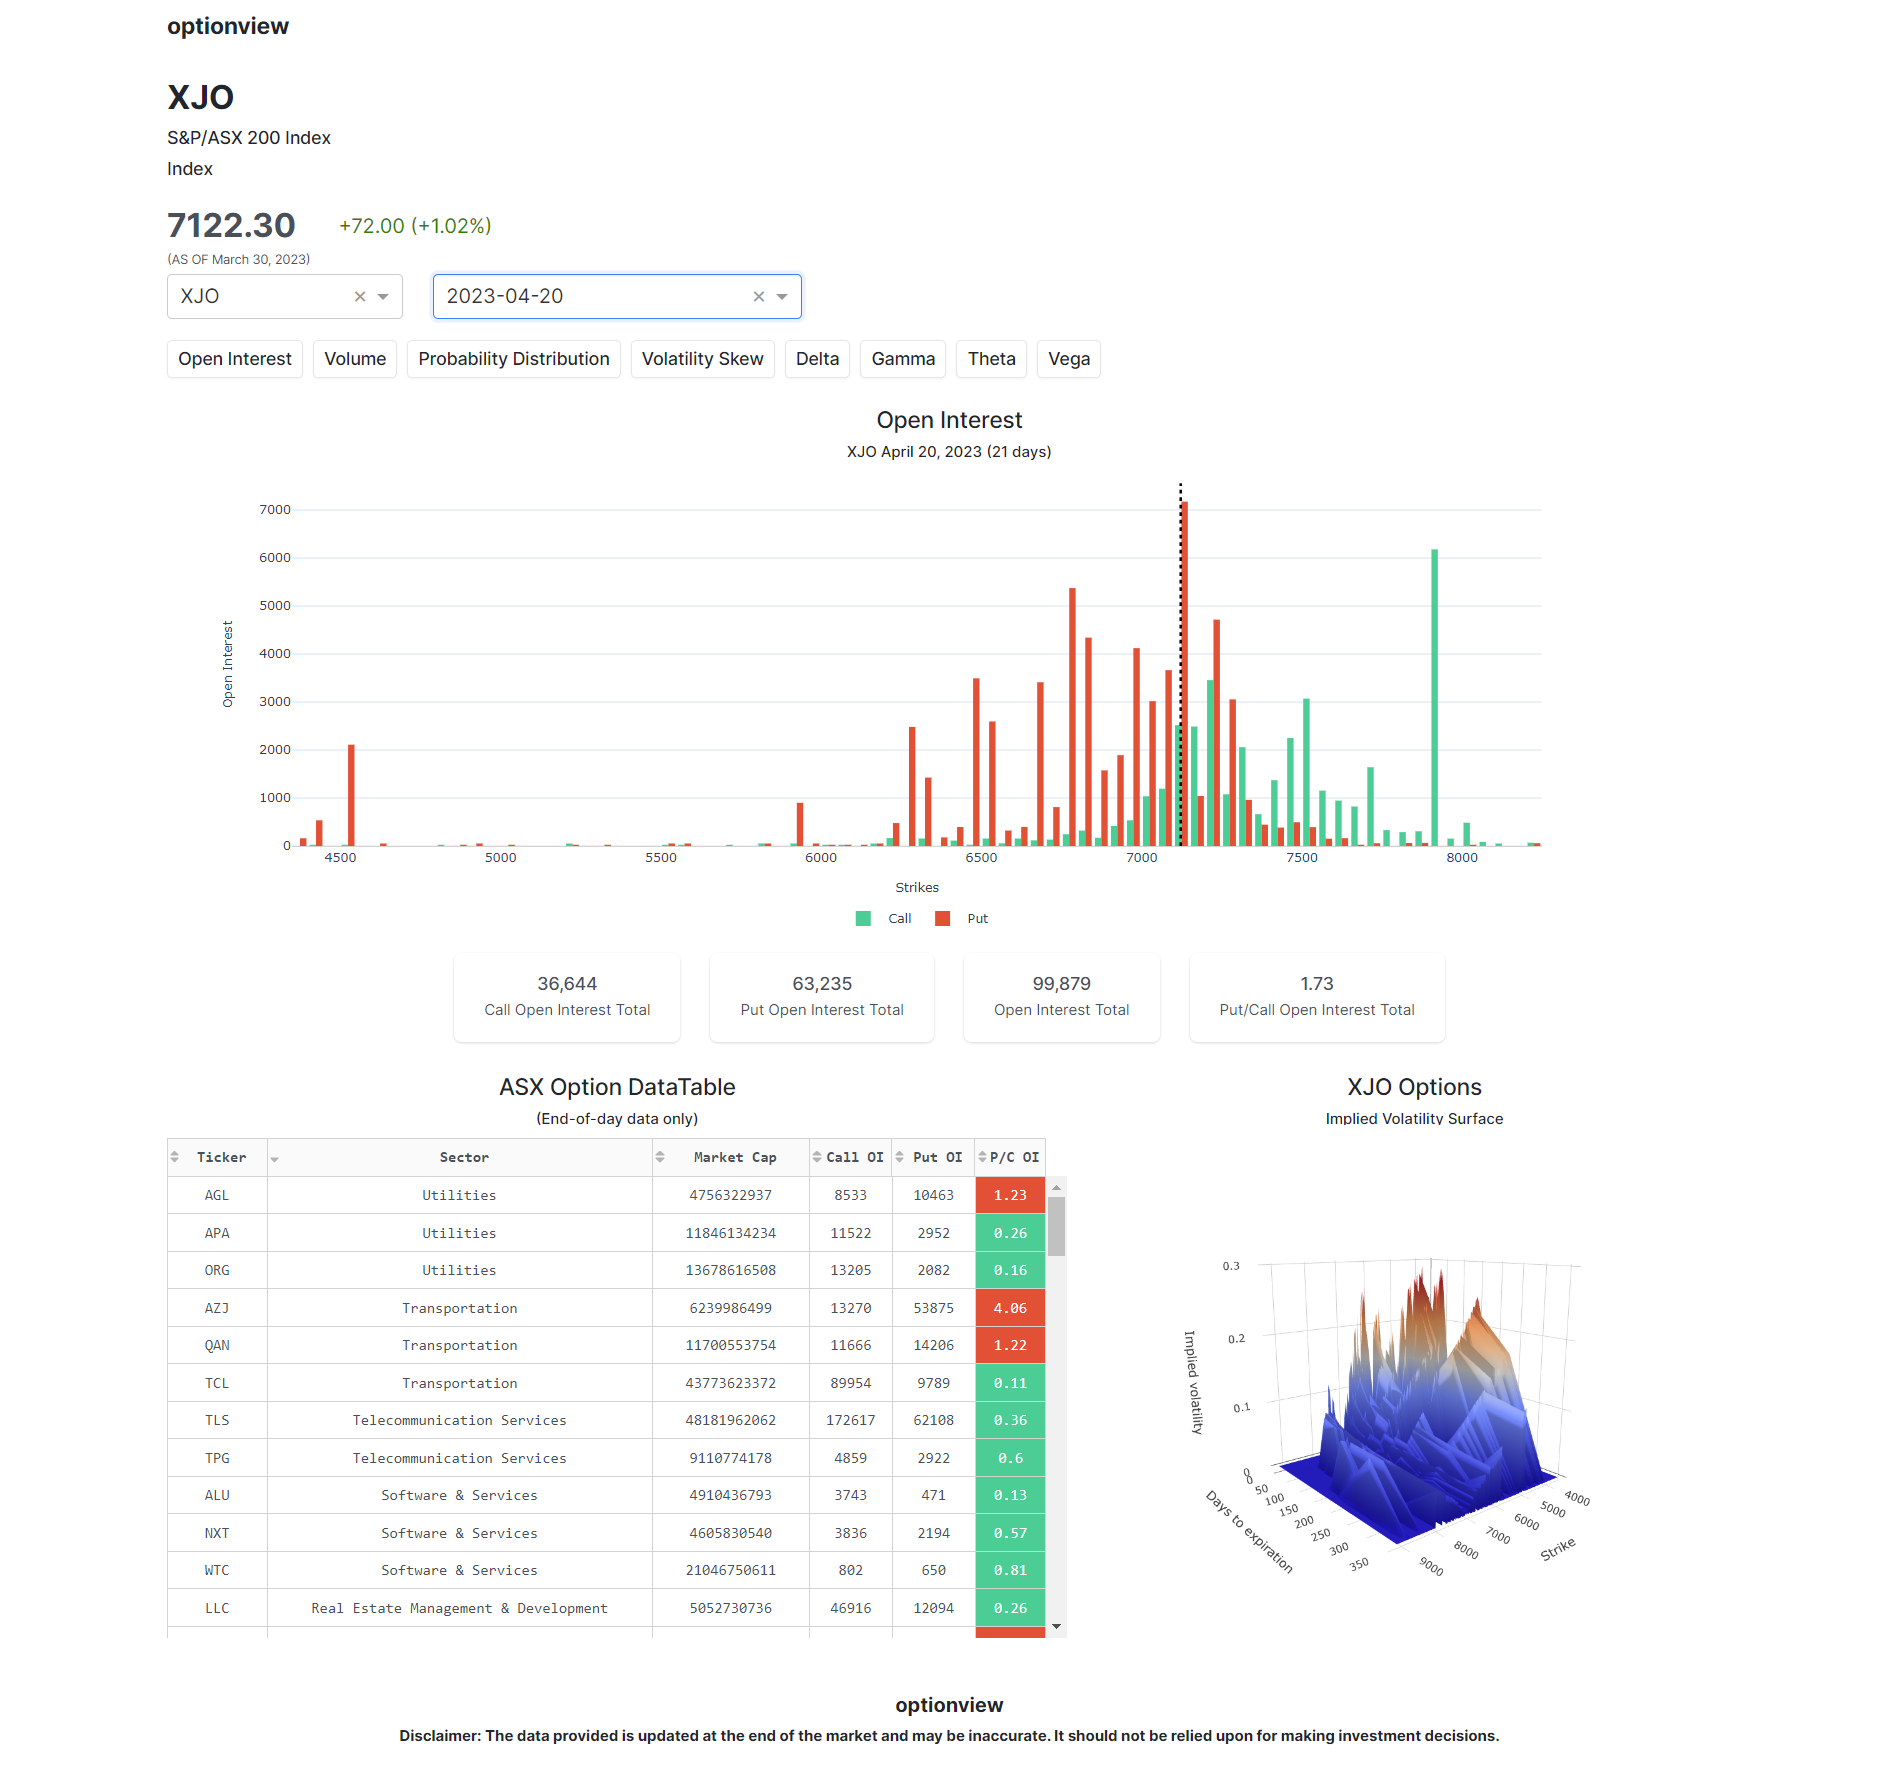 optionview
XJO
S&P/ASX 200 Index
Index
7122.30 +72.00 (+1.02%)
(AS OF March 30, 2023)
XJO 2023-04-20
Open Interest Volume Probability Distribution Volatility Skew Delta Gamma Theta Vega
Open Interest
XJO April 20, 2023 (21 days)
7000
6000
5000
4000
3000
2000
1000
0
Open Interest
4500 5000 5500 6000 6500 7000 7500 8000
Strikes
Call Put
36,644 63,235 99,879 1.73
Call Open Interest Total Put Open Interest Total Open Interest Total Put/Call Open Interest Total
ASX Option DataTable
(End-of-day data only)
Ticker Sector Market Cap Call OI Put OI P/C OI
AGL Utilities 4756322937 8533 10463 1.23
APA Utilities 11846134234 11522 2952 0.26
ORG Utilities 13678616508 13205 2082 0.16
AZJ Transportation 6239986499 13270 53875 4.06
QAN Transportation 11700553754 11666 14206 1.22
TCL Transportation 43773623372 89954 9789 0.11
TLS Telecommunication Services 48181962062 172617 62108 0.36
TPG Telecommunication Services 9110774178 4859 2922 0.6
ALU Software & Services 4910436793 3743 471 0.13
NXT Software & Services 4605830540 3836 2194 0.57
WTC Software & Services 21046750611 802 650 0.81
LLC Real Estate Management & Development 5052730736 46916 12094 0.26
XJO Options
Implied Volatility Surface
0.3
0.2
0.1
0
Implied volatility
0
50
100
150
200
250
300
350
Days to expiration
4000
5000
6000
7000
8000
9000
Strike
optionview
Disclaimer: The data provided is updated at the end of the market and may be inaccurate. It should not be relied upon for making investment decisions.